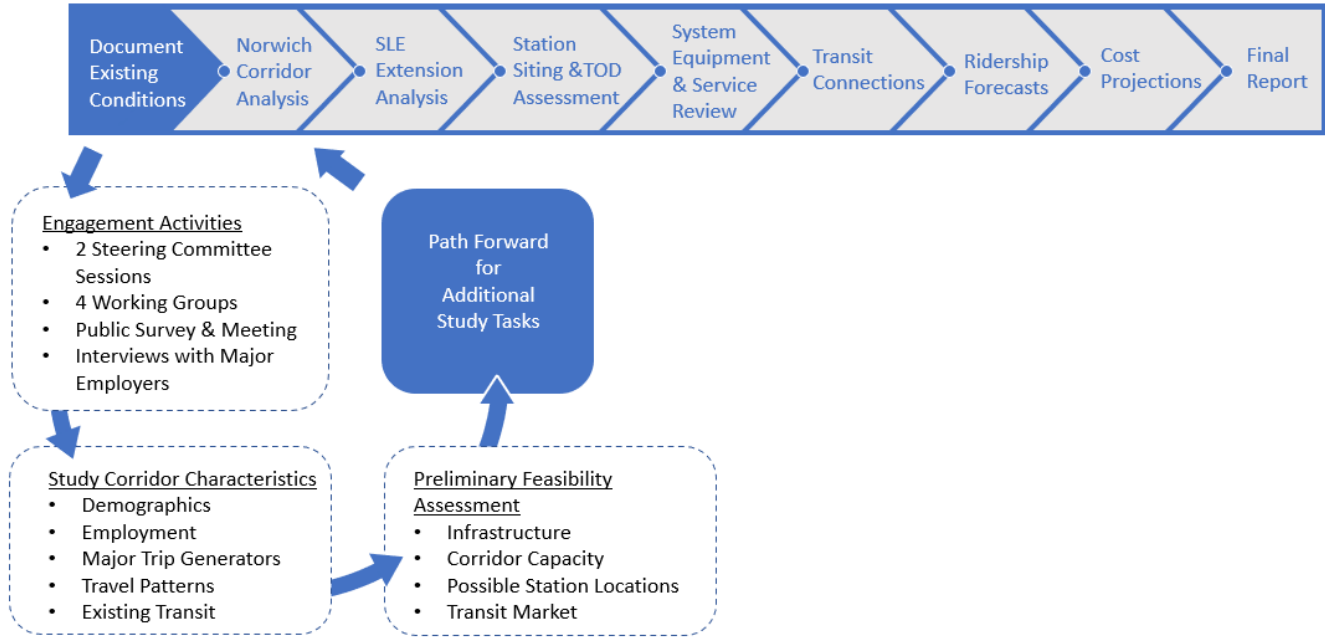 Document
Existing
Conditions
Norwich
Corridor
Analysis
SLE
Extension
Analysis
Station
Siting &TOD
Assessment
System
Equipment
& Service
Review
Transit
Connections
Ridership
Forecasts
Cost
Projections
Final
Report
Engagement Activities
• 2 Steering Committee
Sessions
• 4 Working Groups
• Public Survey & Meeting
• Interviews with Major
Employers
Path Forward
for
Additional
Study Tasks
Study Corridor Characteristics
• Demographics
• Employment
• Major Trip Generators
• Travel Patterns
• Existing Transit
Preliminary Feasibility
Assessment
• Infrastructure
• Corridor Capacity
• Possible Station Locations
• Transit Market